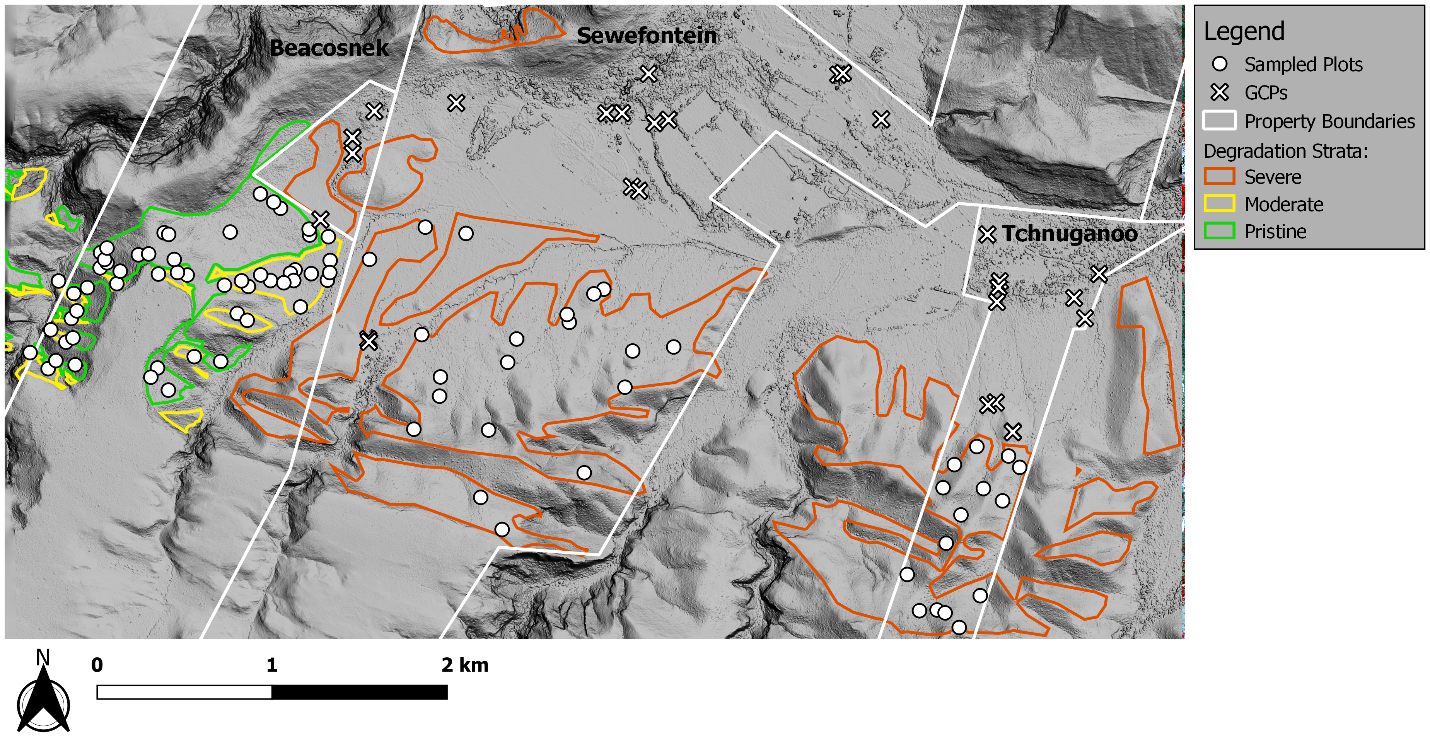 Beacosnek
Sewefontein
Tchnuganoo
Legend
Sampled Plots
GCPs
Property Boundaries
Degradation Strata:
Severe
Moderate
Pristine
N
0 1 2 km